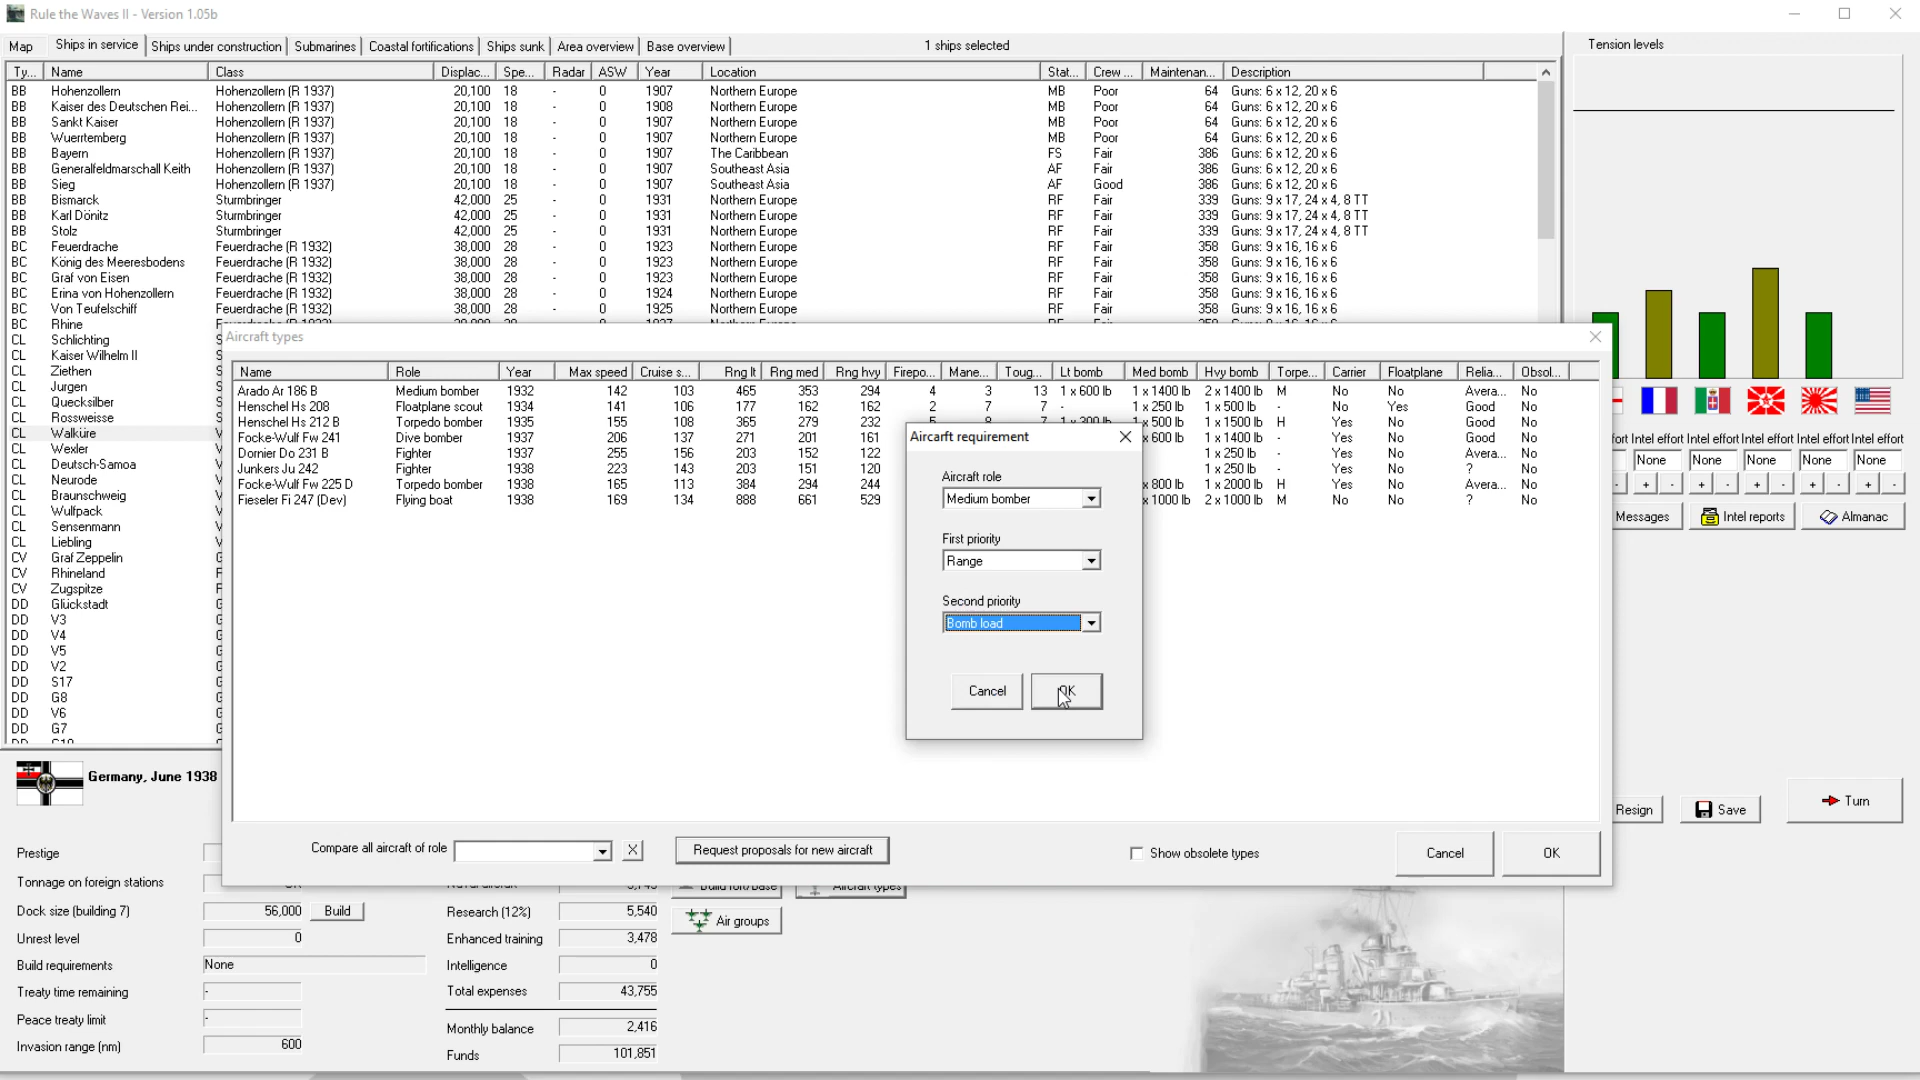 Rule the Waves II - Version 1.05b
Map Ships in service Ships under construction Submarines Coastal fortifications Ships sunk Area overview Base overview 1 ships selected Tension levels
Ty... Name Class Displac... Spe... Radar ASW Year Location Stat... Crew ... Maintenan... Description
BB Hohenzollern Hohenzollern (R 1937) 20,100 18 - 0 1907 Northern Europe MB Poor 64 Guns: 6 x 12, 20 x 6
BB Kaiser des Deutschen Rei... Hohenzollern (R 1937) 20,100 18 - 0 1908 Northern Europe MB Poor 64 Guns: 6 x 12, 20 x 6
BB Sankt Kaiser Hohenzollern (R 1937) 20,100 18 - 0 1907 Northern Europe MB Poor 64 Guns: 6 x 12, 20 x 6
BB Wuerrtemberg Hohenzollern (R 1937) 20,100 18 - 0 1907 Northern Europe MB Poor 64 Guns: 6 x 12, 20 x 6
BB Bayern Hohenzollern (R 1937) 20,100 18 - 0 1907 The Caribbean FS Fair 386 Guns: 6 x 12, 20 x 6
BB Generalfeldmarschall Keith Hohenzollern (R 1937) 20,100 18 - 0 1907 Southeast Asia AF Fair 386 Guns: 6 x 12, 20 x 6
BB Sieg Hohenzollern (R 1937) 20,100 18 - 0 1907 Southeast Asia AF Good 386 Guns: 6 x 12, 20 x 6
BB Bismarck Sturmbringer 42,000 25 - 0 1931 Northern Europe RF Fair 339 Guns: 9 x 17, 24 x 4, 8 TT
BB Karl Dönitz Sturmbringer 42,000 25 - 0 1931 Northern Europe RF Fair 339 Guns: 9 x 17, 24 x 4, 8 TT
BB Stolz Sturmbringer 42,000 25 - 0 1931 Northern Europe RF Fair 339 Guns: 9 x 17, 24 x 4, 8 TT
BC Feuerdrache Feuerdrache (R 1932) 38,000 28 - 0 1923 Northern Europe RF Fair 358 Guns: 9 x 16, 16 x 6
BC König des Meeresbodens Feuerdrache (R 1932) 38,000 28 - 0 1923 Northern Europe RF Fair 358 Guns: 9 x 16, 16 x 6
BC Graf von Eisen Feuerdrache (R 1932) 38,000 28 - 0 1923 Northern Europe RF Fair 358 Guns: 9 x 16, 16 x 6
BC Erina von Hohenzollern Feuerdrache (R 1932) 38,000 28 - 0 1924 Northern Europe RF Fair 358 Guns: 9 x 16, 16 x 6
BC Von Teufelschiff Feuerdrache (R 1932) 38,000 28 - 0 1925 Northern Europe RF Fair 358 Guns: 9 x 16, 16 x 6
BC Rhine
CL Schlichting
CL Kaiser Wilhelm II
CL Ziethen
CL Jurgen
CL Quecksilber
CL Rossweisse
CL Walküre
CL Wexler
CL Deutsch-Samoa
CL Neurode
CL Braunschweig
CL Wulfpack
CL Sensenmann
CL Liebling
CV Graf Zeppelin
CV Rhineland
CV Zugspitze
DD Glückstadt
DD V3
DD V4
DD V5
DD V2
DD S17
DD G8
DD V6
DD G7
Aircraft types
Name Role Year Max speed Cruise s... Rng lt Rng med Rng hvy Firepo... Mane... Toug... Lt bomb Med bomb Hvy bomb Torpe... Carrier Floatplane Relia... Obsol...
Arado Ar 186 B Medium bomber 1932 142 103 465 353 294 4 3 13 1 x 600 lb 1 x 1400 lb 2 x 1400 lb M No No Avera... No
Henschel Hs 208 Floatplane scout 1934 141 106 177 162 162 2 7 7 - 1 x 250 lb 1 x 500 lb - No Yes Good No
Henschel Hs 212 B Torpedo bomber 1935 155 108 365 279 232 5 8 7 1 x 300 lb 1 x 500 lb 1 x 1500 lb H Yes No Good No
Focke-Wulf Fw 241 Dive bomber 1937 206 137 271 201 161 x 600 lb 1 x 1400 lb - Yes No Good No
Dornier Do 231 B Fighter 1937 255 156 203 152 122 1 x 250 lb - Yes No Avera... No
Junkers Ju 242 Fighter 1938 223 143 203 151 120 1 x 250 lb - Yes No ? No
Focke-Wulf Fw 225 D Torpedo bomber 1938 165 113 384 294 244 x 800 lb 1 x 2000 lb H Yes No Avera... No
Fieseler Fi 247 (Dev) Flying boat 1938 169 134 888 661 529 x 1000 lb 2 x 1000 lb M No No ? No
Aircarft requirement
Aircraft role
Medium bomber
First priority
Range
Second priority
Bomb load
Cancel OK
Compare all aircraft of role X Request proposals for new aircraft Show obsolete types Cancel OK
ort Intel effort Intel effort Intel effort Intel effort Intel effort
None None None None None
- + - + - + - + - + -
Messages Intel reports Almanac
Resign Save Turn
Germany, June 1938
Prestige
Tonnage on foreign stations
Dock size (building 7) 56,000 Build
Unrest level 0
Build requirements None
Treaty time remaining -
Peace treaty limit -
Invasion range (nm) 600
Research (12%) 5,540
Enhanced training 3,478
Intelligence 0
Total expenses 43,755
Monthly balance 2,416
Funds 101,851
Build fort/base Aircraft types
Air groups